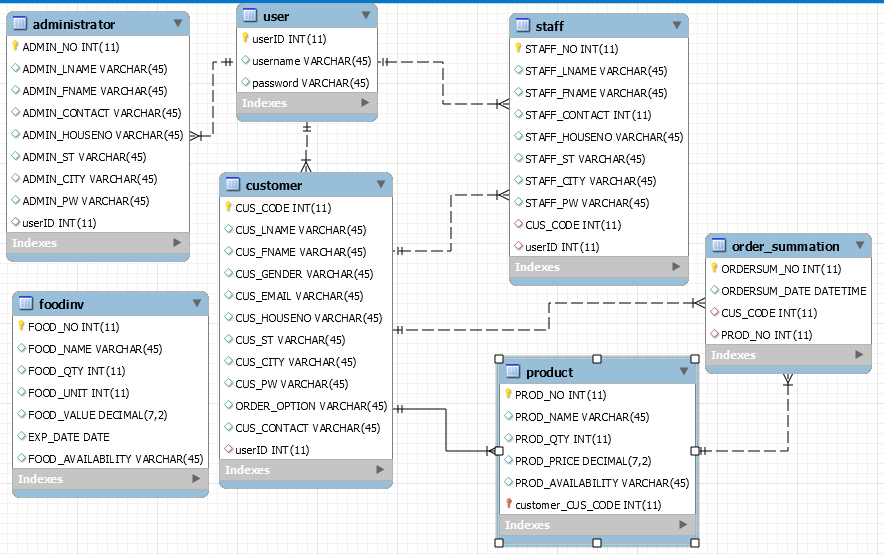 administrator
ADMIN_NO INT(11)
ADMIN_LNAME VARCHAR(45)
ADMIN_FNAME VARCHAR(45)
ADMIN_CONTACT VARCHAR(45)
ADMIN_HOUSENO VARCHAR(45)
ADMIN_ST VARCHAR(45)
ADMIN_CITY VARCHAR(45)
ADMIN_PW VARCHAR(45)
userID INT(11)
Indexes
user
userID INT(11)
username VARCHAR(45)
password VARCHAR(45)
Indexes
staff
STAFF_NO INT(11)
STAFF_LNAME VARCHAR(45)
STAFF_FNAME VARCHAR(45)
STAFF_CONTACT INT(11)
STAFF_HOUSENO VARCHAR(45)
STAFF_ST VARCHAR(45)
STAFF_CITY VARCHAR(45)
STAFF_PW VARCHAR(45)
CUS_CODE INT(11)
userID INT(11)
Indexes
customer
CUS_CODE INT(11)
CUS_LNAME VARCHAR(45)
CUS_FNAME VARCHAR(45)
CUS_GENDER VARCHAR(45)
CUS_EMAIL VARCHAR(45)
CUS_HOUSENO VARCHAR(45)
CUS_ST VARCHAR(45)
CUS_CITY VARCHAR(45)
CUS_PW VARCHAR(45)
ORDER_OPTION VARCHAR(45)
CUS_CONTACT VARCHAR(45)
userID INT(11)
Indexes
order_summation
ORDERSUM_NO INT(11)
ORDERSUM_DATE DATETIME
CUS_CODE INT(11)
PROD_NO INT(11)
Indexes
foodinv
FOOD_NO INT(11)
FOOD_NAME VARCHAR(45)
FOOD_QTY INT(11)
FOOD_UNIT INT(11)
FOOD_VALUE DECIMAL(7,2)
EXP_DATE DATE
FOOD_AVAILABILITY VARCHAR(45)
Indexes
product
PROD_NO INT(11)
PROD_NAME VARCHAR(45)
PROD_QTY INT(11)
PROD_PRICE DECIMAL(7,2)
PROD_AVAILABILITY VARCHAR(45)
customer_CUS_CODE INT(11)
Indexes